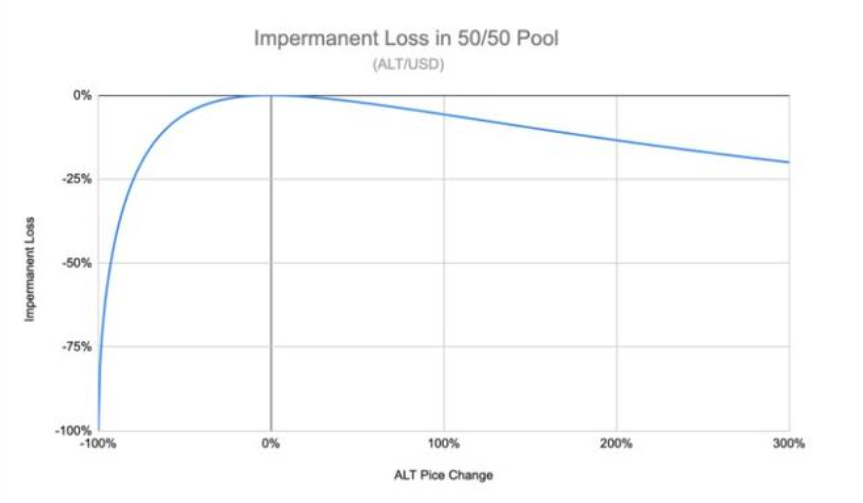 Impermanent Loss in 50/50 Pool
(ALT/USD)
0%
-25%
-50%
-75%
-100%
Impermanent Loss
-100%
0%
100%
200%
300%
ALT Pice Change